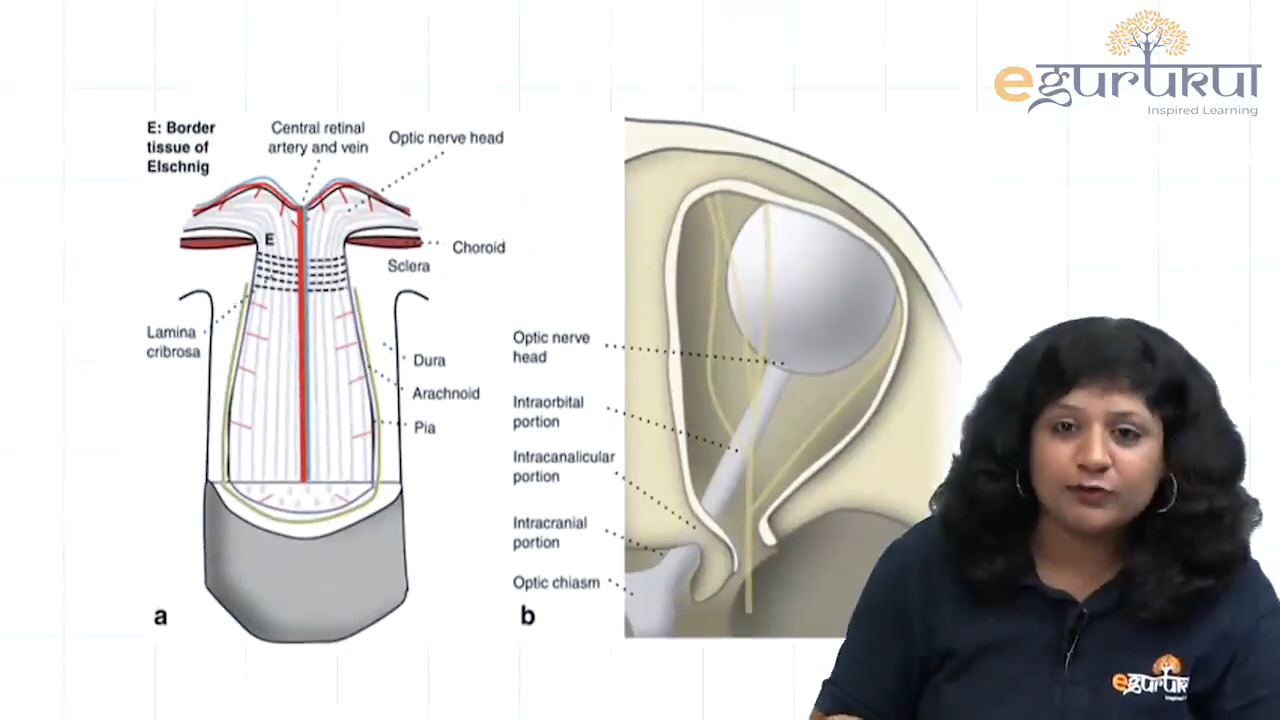 egurukul
Inspired Learning
E: Border
tissue of
Elschnig
Central retinal
artery and vein
Optic nerve head
E
Choroid
Sclera
Lamina
cribrosa
Dura
Arachnoid
Pia
a
Optic nerve
head
Intraorbital
portion
Intracanalicular
portion
Intracranial
portion
Optic chiasm
b
eguruku